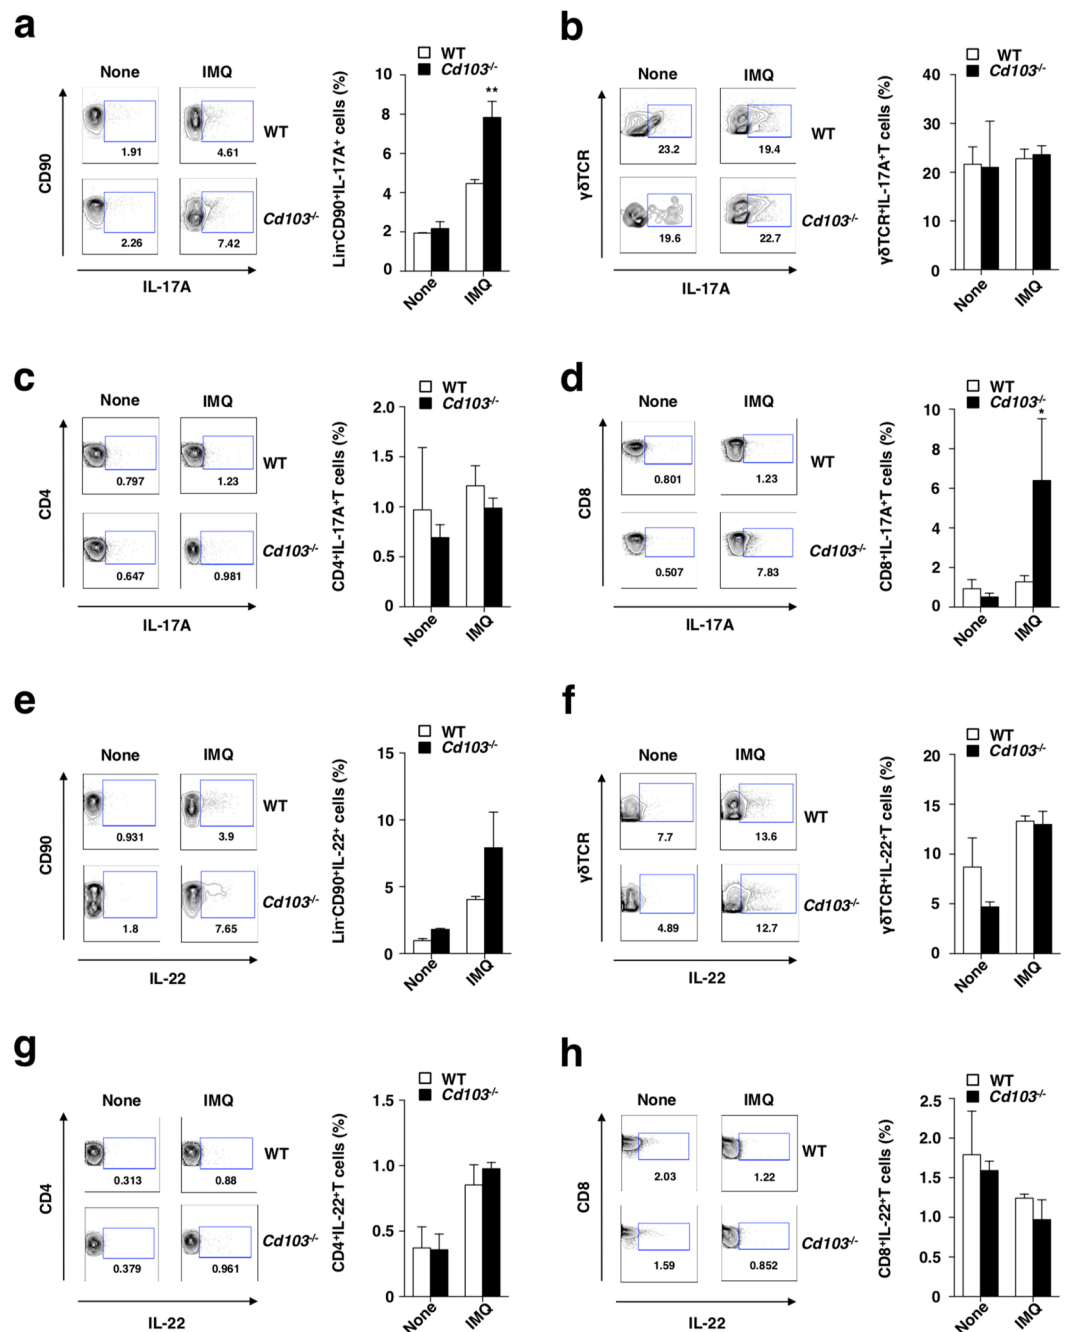 a
None IMQ
CD90
1.91 4.61
WT
2.26 7.42
Cd103-/-
IL-17A
WT
Cd103-/-
Lin-CD90+IL-17A+ cells (%)
10
8
6
4
2
0
**
None IMQ
b
None IMQ
γδTCR
23.2 19.4
WT
19.6 22.7
Cd103-/-
IL-17A
WT
Cd103-/-
γδTCR+IL-17A+T cells (%)
40
30
20
10
0
None IMQ
c
None IMQ
CD4
0.797 1.23
WT
0.647 0.981
Cd103-/-
IL-17A
WT
Cd103-/-
CD4+IL-17A+T cells (%)
2.0
1.5
1.0
0.5
0
None IMQ
d
None IMQ
CD8
0.801 1.23
WT
0.507 7.83
Cd103-/-
IL-17A
WT
Cd103-/-
CD8+IL-17A+T cells (%)
10
8
6
4
2
0
*
None IMQ
e
None IMQ
CD90
0.931 3.9
WT
1.8 7.65
Cd103-/-
IL-22
WT
Cd103-/-
Lin-CD90+IL-22+ cells (%)
15
10
5
0
None IMQ
f
None IMQ
γδTCR
7.7 13.6
WT
4.89 12.7
Cd103-/-
IL-22
WT
Cd103-/-
γδTCR+IL-22+T cells (%)
20
15
10
5
0
None IMQ
g
None IMQ
CD4
0.313 0.88
WT
0.379 0.961
Cd103-/-
IL-22
WT
Cd103-/-
CD4+IL-22+T cells (%)
1.5
1.0
0.5
0
None IMQ
h
None IMQ
CD8
2.03 1.22
WT
1.59 0.852
Cd103-/-
IL-22
WT
Cd103-/-
CD8+IL-22+T cells (%)
2.5
2.0
1.5
1.0
0.5
0
None IMQ